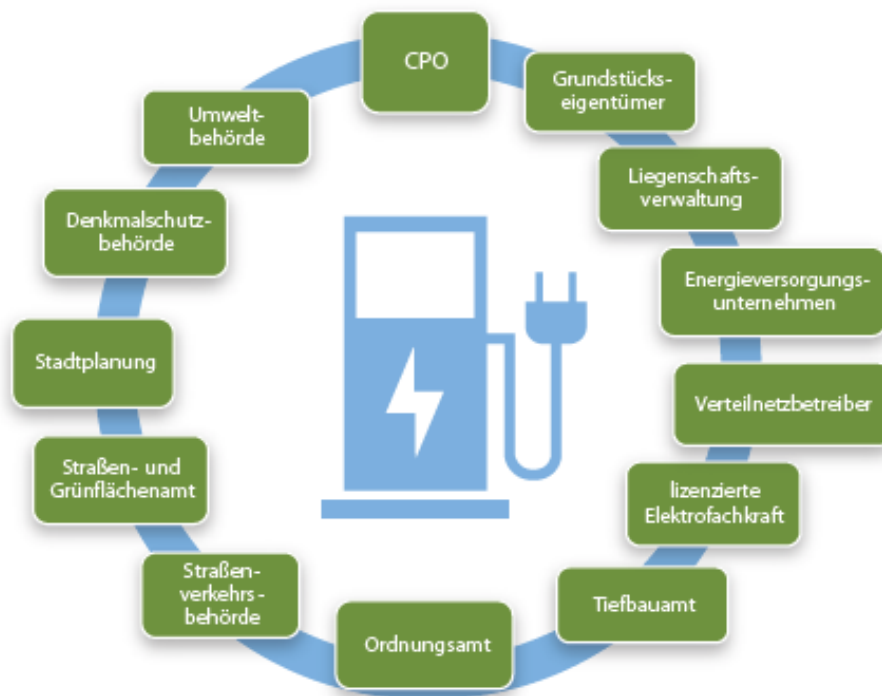 CPO
Grundstücks-
eigentümer
Liegenschafts-
verwaltung
Energieversorgungs-
unternehmen
Verteilnetzbetreiber
lizenzierte
Elektrofachkraft
Tiefbauamt
Ordnungsamt
Straßen-
verkehrs-
behörde
Straßen- und
Grünflächenamt
Stadtplanung
Denkmalschutz-
behörde
Umwelt-
behörde